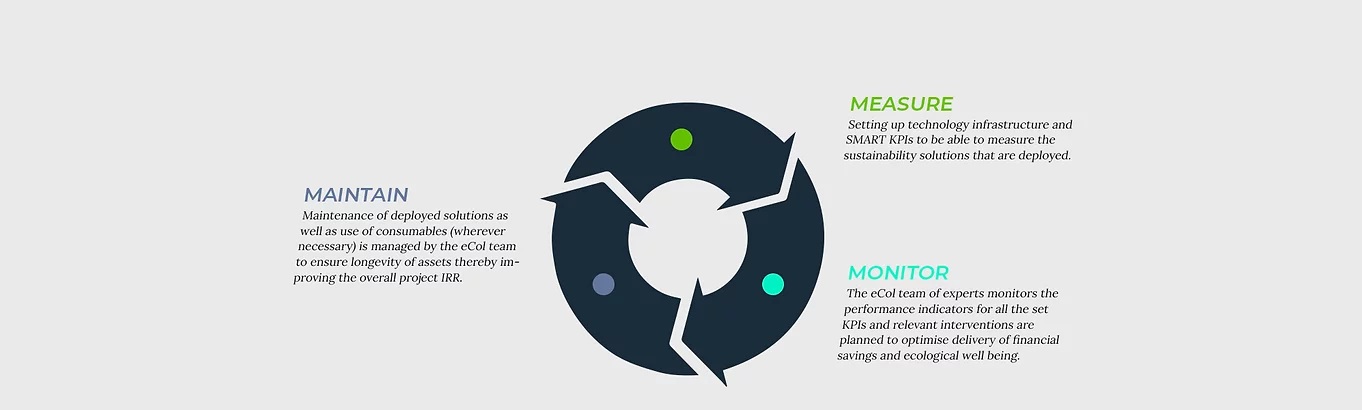 MEASURE
Setting up technology infrastructure and
SMART KPIs to be able to measure the
sustainability solutions that are deployed.
MONITOR
The eCol team of experts monitors the
performance indicators for all the set
KPIs and relevant interventions are
planned to optimise delivery of financial
savings and ecological well being.
MAINTAIN
Maintenance of deployed solutions as
well as use of consumables (wherever
necessary) is managed by the eCol team
to ensure longevity of assets thereby im-
proving the overall project IRR.